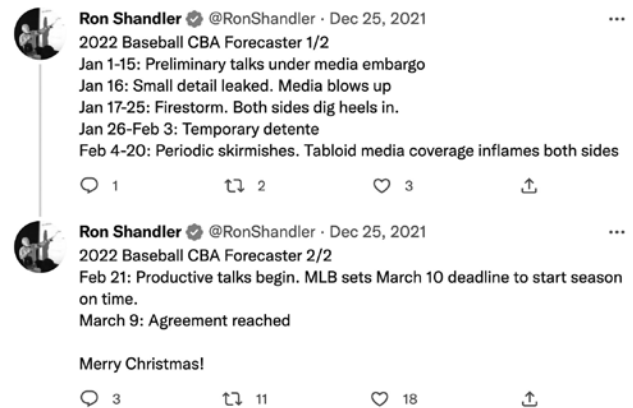 Ron Shandler @RonShandler · Dec 25, 2021
2022 Baseball CBA Forecaster 1/2
Jan 1-15: Preliminary talks under media embargo
Jan 16: Small detail leaked. Media blows up
Jan 17-25: Firestorm. Both sides dig heels in.
Jan 26-Feb 3: Temporary detente
Feb 4-20: Periodic skirmishes. Tabloid media coverage inflames both sides
1 2 3
Ron Shandler @RonShandler · Dec 25, 2021
2022 Baseball CBA Forecaster 2/2
Feb 21: Productive talks begin. MLB sets March 10 deadline to start season
on time.
March 9: Agreement reached
Merry Christmas!
3 11 18